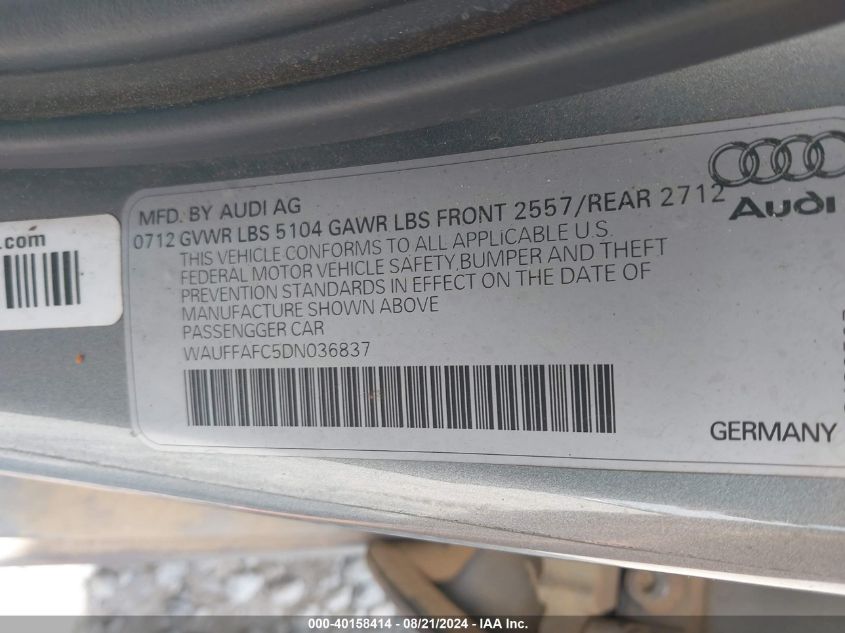 MFD. BY AUDI AG
0712 GVWR LBS 5104 GAWR LBS FRONT 2557/REAR 2712
THIS VEHICLE CONFORMS TO ALL APPLICABLE U S.
FEDERAL MOTOR VEHICLE SAFETY,BUMPER AND THEFT
PREVENTION STANDARDS IN EFFECT ON THE DATE OF
MANUFACTURE SHOWN ABOVE
PASSENGGER CAR
WAUFFAFC5DN036837
Audi
GERMANY
.com
000-40158414 - 08/21/2024 - IAAI.com